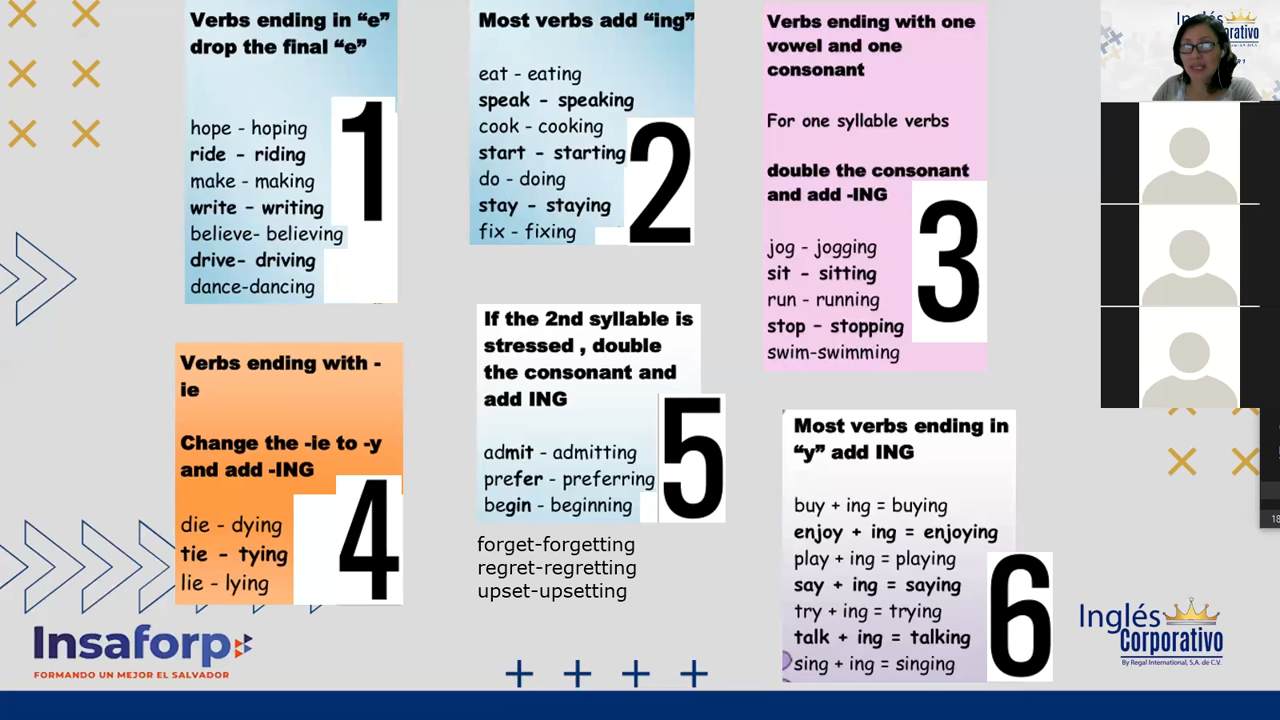 Verbs ending in “e”
drop the final “e”
hope - hoping
ride - riding
make - making
write - writing
believe- believing
drive- driving
dance-dancing
1
Most verbs add “ing”
eat - eating
speak - speaking
cook - cooking
start - starting
do - doing
stay - staying
fix - fixing
2
Verbs ending with one
vowel and one
consonant
For one syllable verbs
double the consonant
and add -ING
jog - jogging
sit - sitting
run - running
stop - stopping
swim-swimming
3
Verbs ending with -
ie
Change the -ie to -y
and add -ING
die - dying
tie - tying
lie - lying
4
If the 2nd syllable is
stressed , double
the consonant and
add ING
admit - admitting
prefer - preferring
begin - beginning
5
forget-forgetting
regret-regretting
upset-upsetting
Most verbs ending in
“y” add ING
buy + ing = buying
enjoy + ing = enjoying
play + ing = playing
say + ing = saying
try + ing = trying
talk + ing = talking
sing + ing = singing
6
Insaforp
FORMANDO UN MEJOR EL SALVADOR
Inglés
Corporativo
By Regal International, S.A. de C.V.